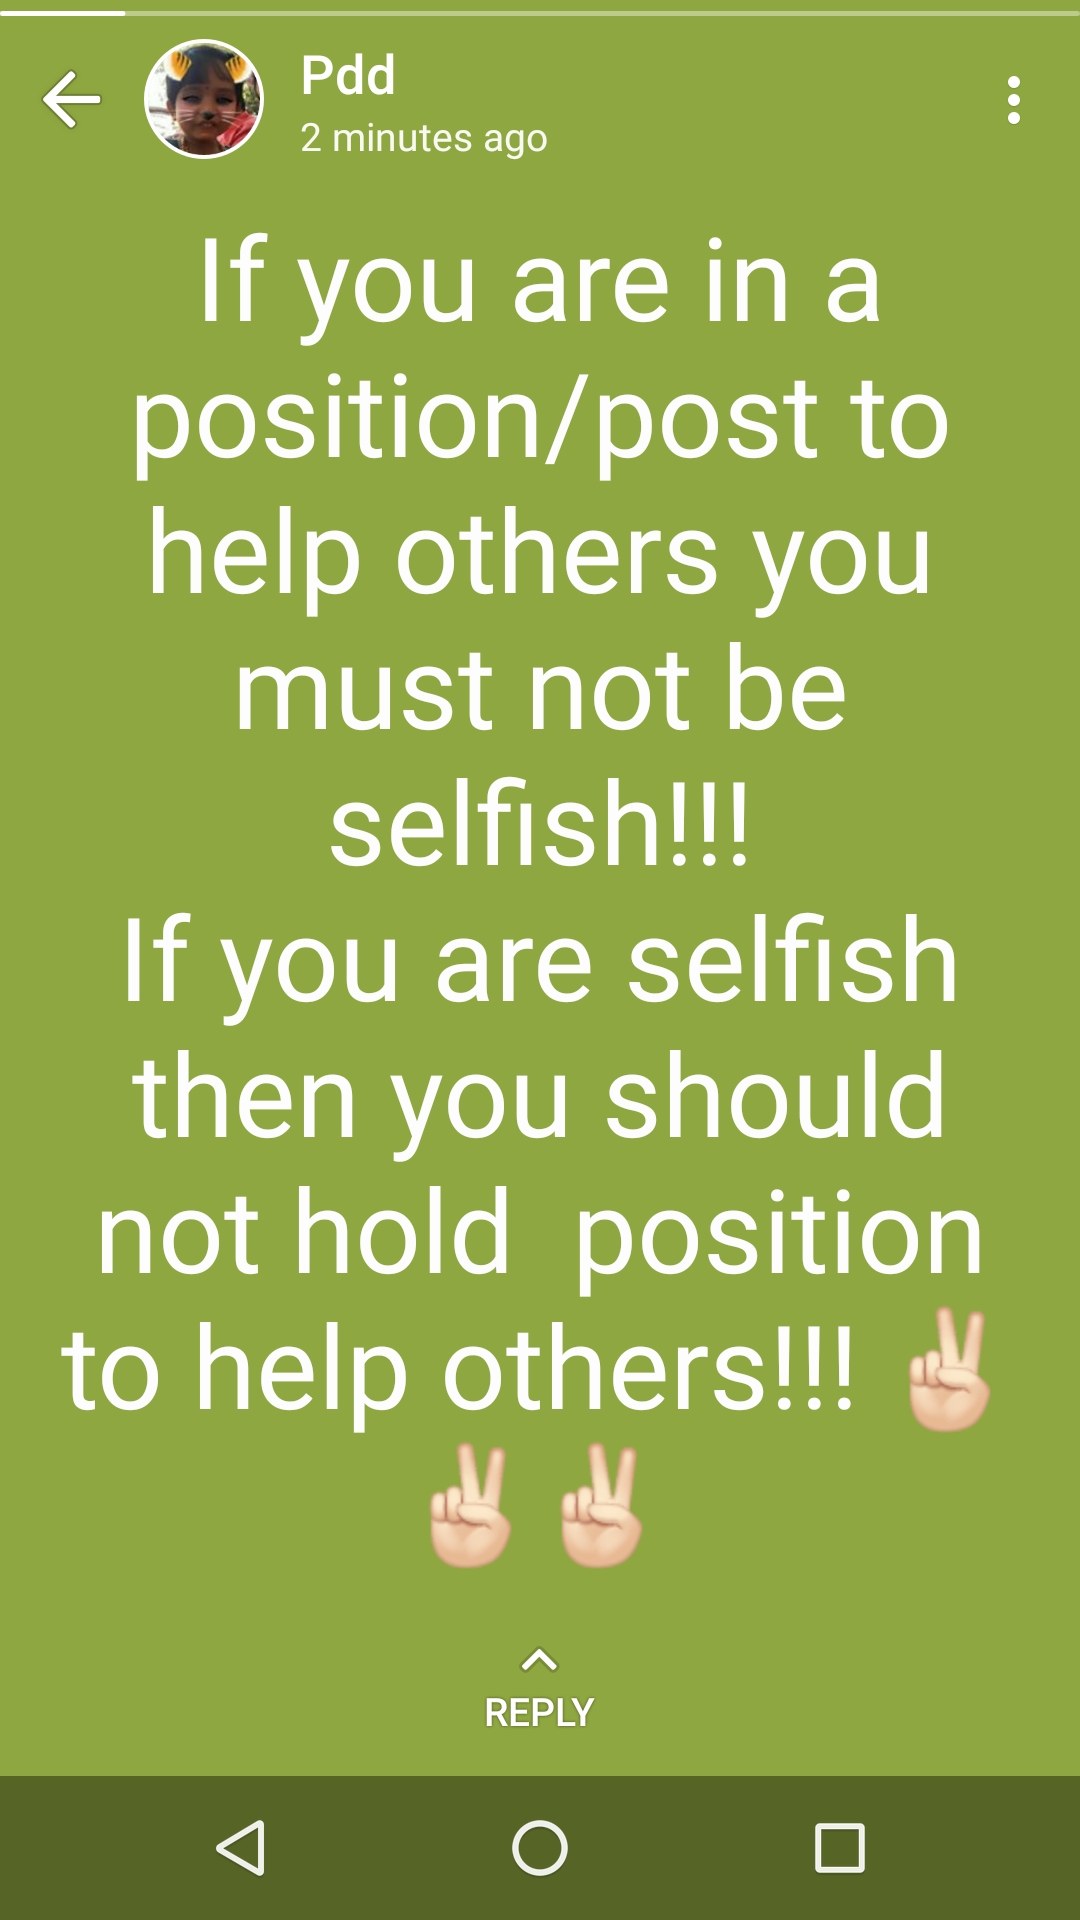 Pdd
2 minutes ago
If you are in a
position/post to
help others you
must not be
selfish!!!
If you are selfish
then you should
not hold  position
to help others!!! ✌🏻
✌🏻 ✌🏻
REPLY